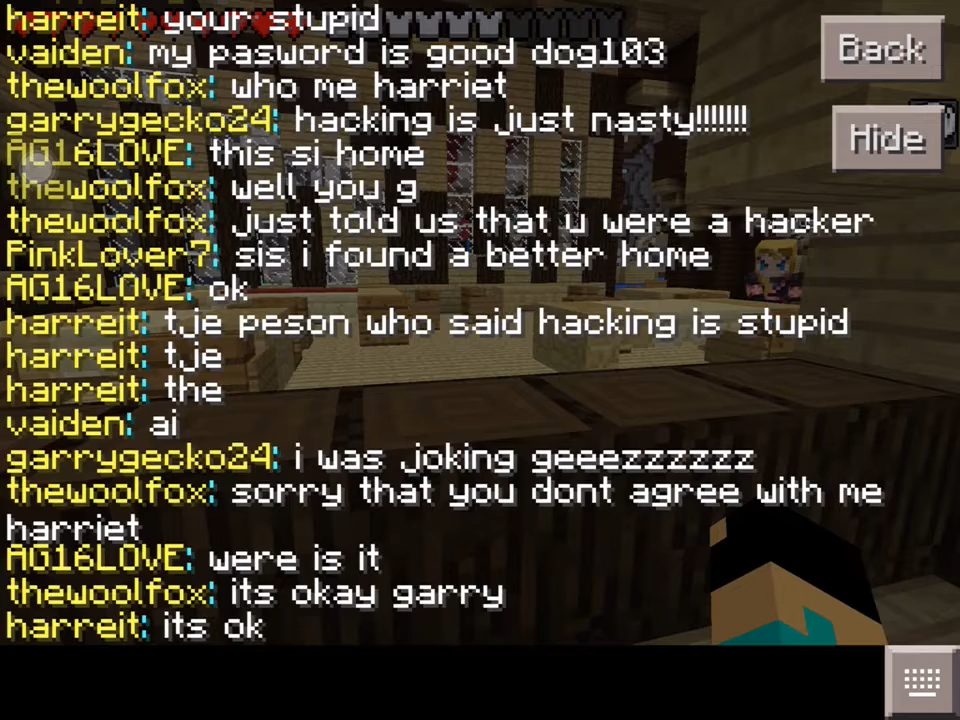 harreit: your stupid
vaiden: my pasword is good dog103
thewoolfox: who me harriet
garrygecko24: hacking is just nasty!!!!!!!
AG16LOVE: this si home
thewoolfox: well you g
thewoolfox: just told us that u were a hacker
PinkLover7: sis i found a better home
AG16LOVE: ok
harreit: tje peson who said hacking is stupid
harreit: tje
harreit: the
vaiden: ai
garrygecko24: i was joking geeezzzzzz
thewoolfox: sorry that you dont agree with me
harriet
AG16LOVE: were is it
thewoolfox: its okay garry
harreit: its ok
Back
Hide